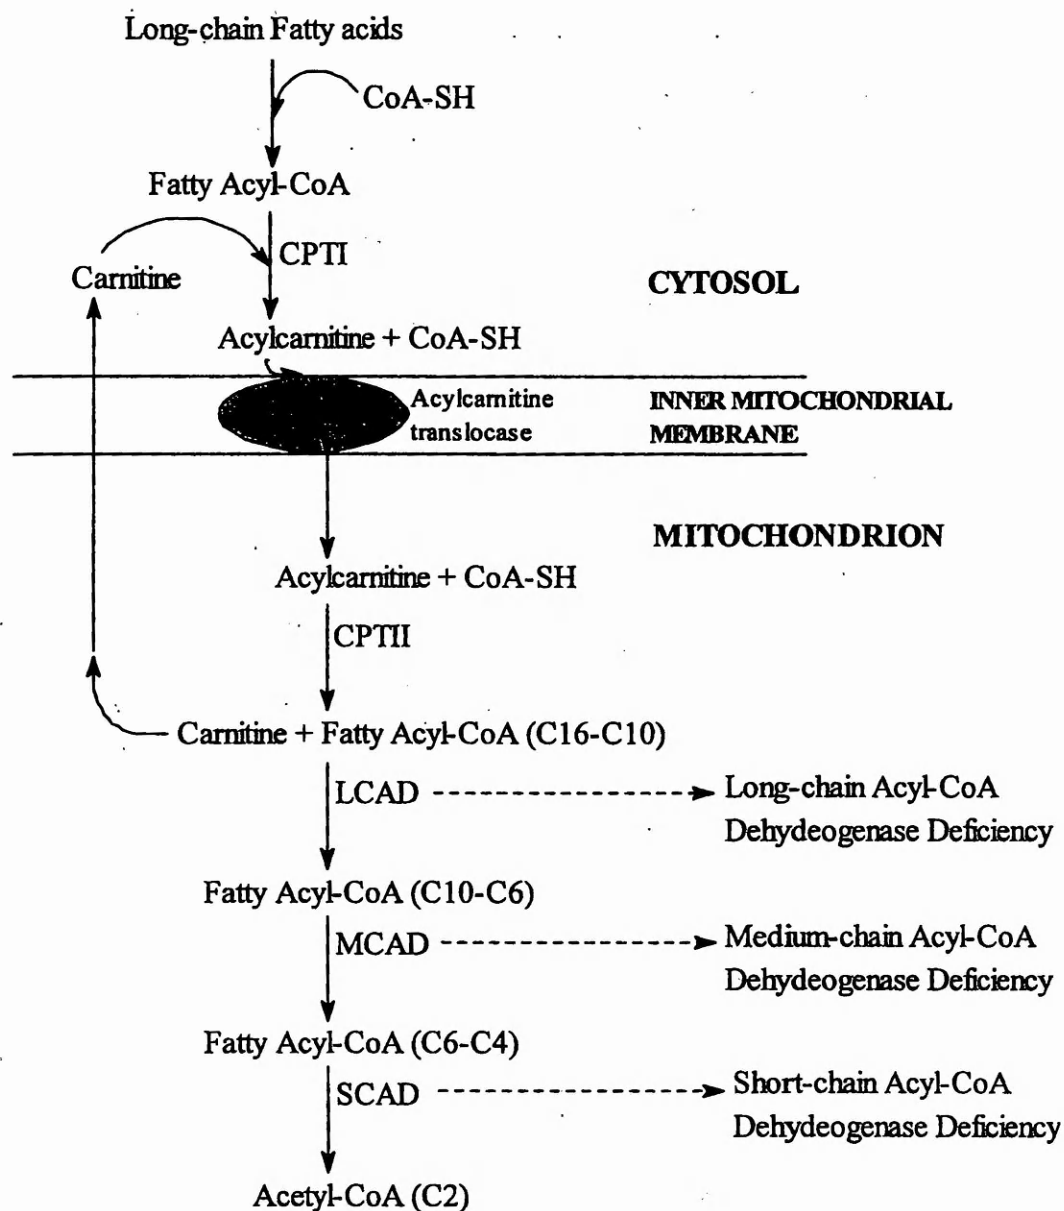 Long-chain Fatty acids
CoA-SH
Fatty Acyl-CoA
CPTI
Carnitine
CYTOSOL
Acylcarnitine + CoA-SH
Acylcarnitine
translocase
INNER MITOCHONDRIAL
MEMBRANE
MITOCHONDRION
Acylcarnitine + CoA-SH
CPTII
Carnitine + Fatty Acyl-CoA (C16-C10)
LCAD
Long-chain Acyl-CoA
Dehydeogenase Deficiency
Fatty Acyl-CoA (C10-C6)
MCAD
Medium-chain Acyl-CoA
Dehydeogenase Deficiency
Fatty Acyl-CoA (C6-C4)
SCAD
Short-chain Acyl-CoA
Dehydeogenase Deficiency
Acetyl-CoA (C2)